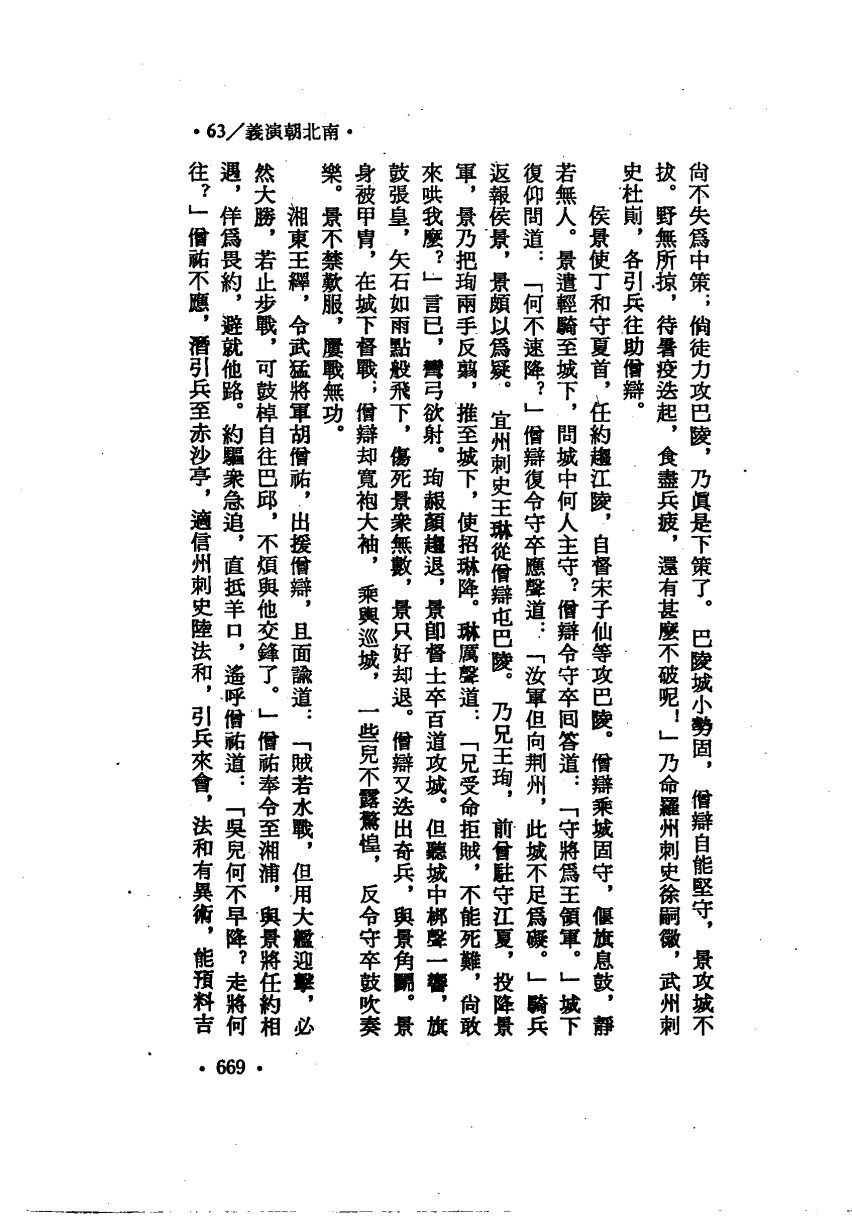 ·63/義演朝北南·
尙不失爲中策；倘徒力攻巴陵，乃眞是下策了。巴陵城小勢固，僧辯自能堅守，景攻城不
拔。野無所掠，待暑疫迭起，食盡兵疲，還有甚麼不破呢！」乃命羅州刺史徐嗣徽，武州刺
史杜崱，各引兵往助僧辯。
侯景使丁和守夏首，任約趨江陵，自督宋子仙等攻巴陵。僧辯乘城固守，偃旗息鼓，靜
若無人。景遣輕騎至城下，問城中何人主守？僧辯令守卒回答道：「守將爲王領軍。」城下
復仰問道：「何不速降？」僧辯復令守卒應聲道：「汝軍但向荆州，此城不足爲礙。」騎兵
返報侯景，景頗以爲疑。宜州刺史王琳從僧辯屯巴陵。乃兄王珣，前曾駐守江夏，投降景
軍，景乃把珣兩手反翦，推至城下，使招琳降。琳厲聲道：「兄受命拒賊，不能死難，尙敢
來哄我麼？」言已，彎弓欲射。珣赧顏趨退，景卽督士卒百道攻城。但聽城中梆聲一響，旗
鼓張皇，矢石如雨點般飛下，傷死景衆無數，景只好却退。僧辯又迭出奇兵，與景角鬭。景
身被甲冑，在城下督戰；僧辯却寬袍大袖，乘輿巡城，一些兒不露驚惶，反令守卒鼓吹奏
樂。景不禁歎服，屢戰無功。
湘東王繹，令武猛將軍胡僧祐，出援僧辯，且面諭道：「賊若水戰，但用大艦迎擊，必
然大勝，若止步戰，可鼓棹自往巴邱，不煩與他交鋒了。」僧祐奉令至湘浦，與景將任約相
遇，佯爲畏約，避就他路。約驅衆急追，直抵羊口，遙呼僧祐道：「吳兒何不早降？走將何
往？」僧祐不應，潛引兵至赤沙亭，適信州刺史陸法和，引兵來會，法和有異術，能預料吉
·669·